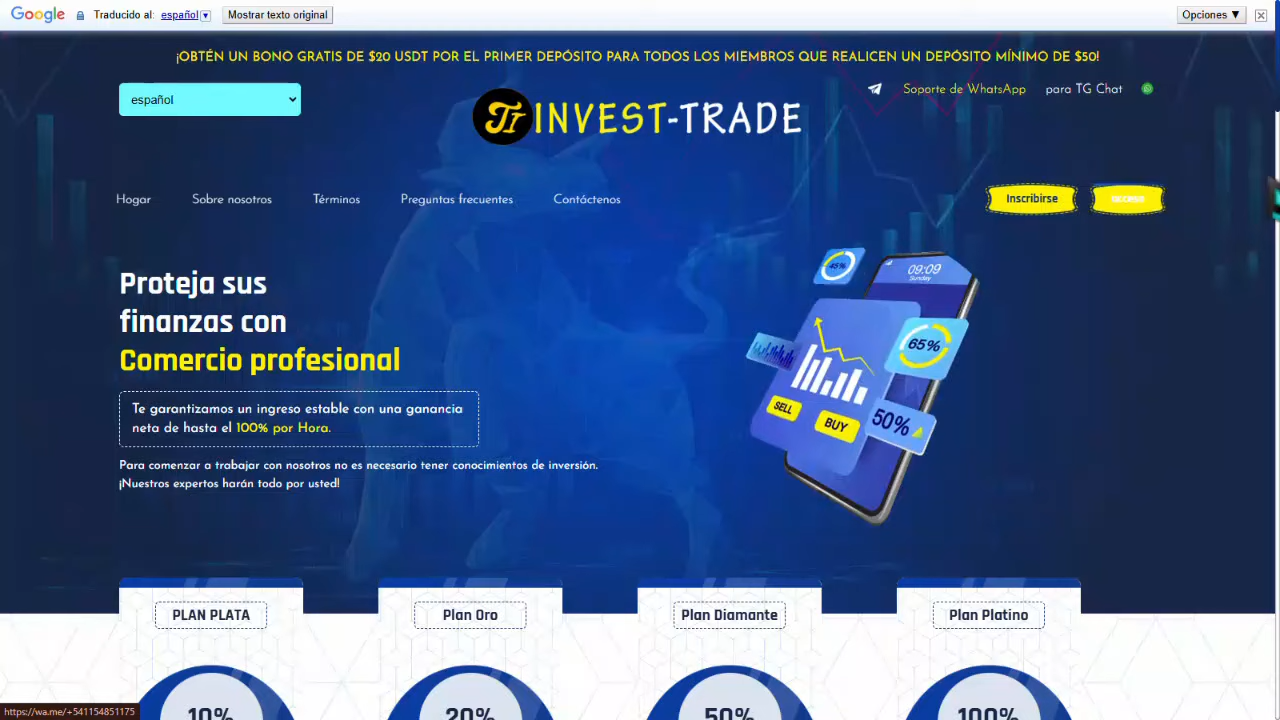 Google Traducido al: español Mostrar texto original Opciones ▼
¡OBTÉN UN BONO GRATIS DE $20 USDT POR EL PRIMER DEPÓSITO PARA TODOS LOS MIEMBROS QUE REALICEN UN DEPÓSITO MÍNIMO DE $50!
español
Soporte de WhatsApp para TG Chat
INVEST-TRADE
Hogar Sobre nosotros Términos Preguntas frecuentes Contáctenos
Inscribirse
Proteja sus
finanzas con
Comercio profesional
Te garantizamos un ingreso estable con una ganancia
neta de hasta el 100% por Hora.
Para comenzar a trabajar con nosotros no es necesario tener conocimientos de inversión.
¡Nuestros expertos harán todo por usted!
45%
09:09
Sunday
65%
SELL
BUY
50%
PLAN PLATA Plan Oro Plan Diamante Plan Platino
10% 20% 50% 100%
https://wa.me/+541154851175